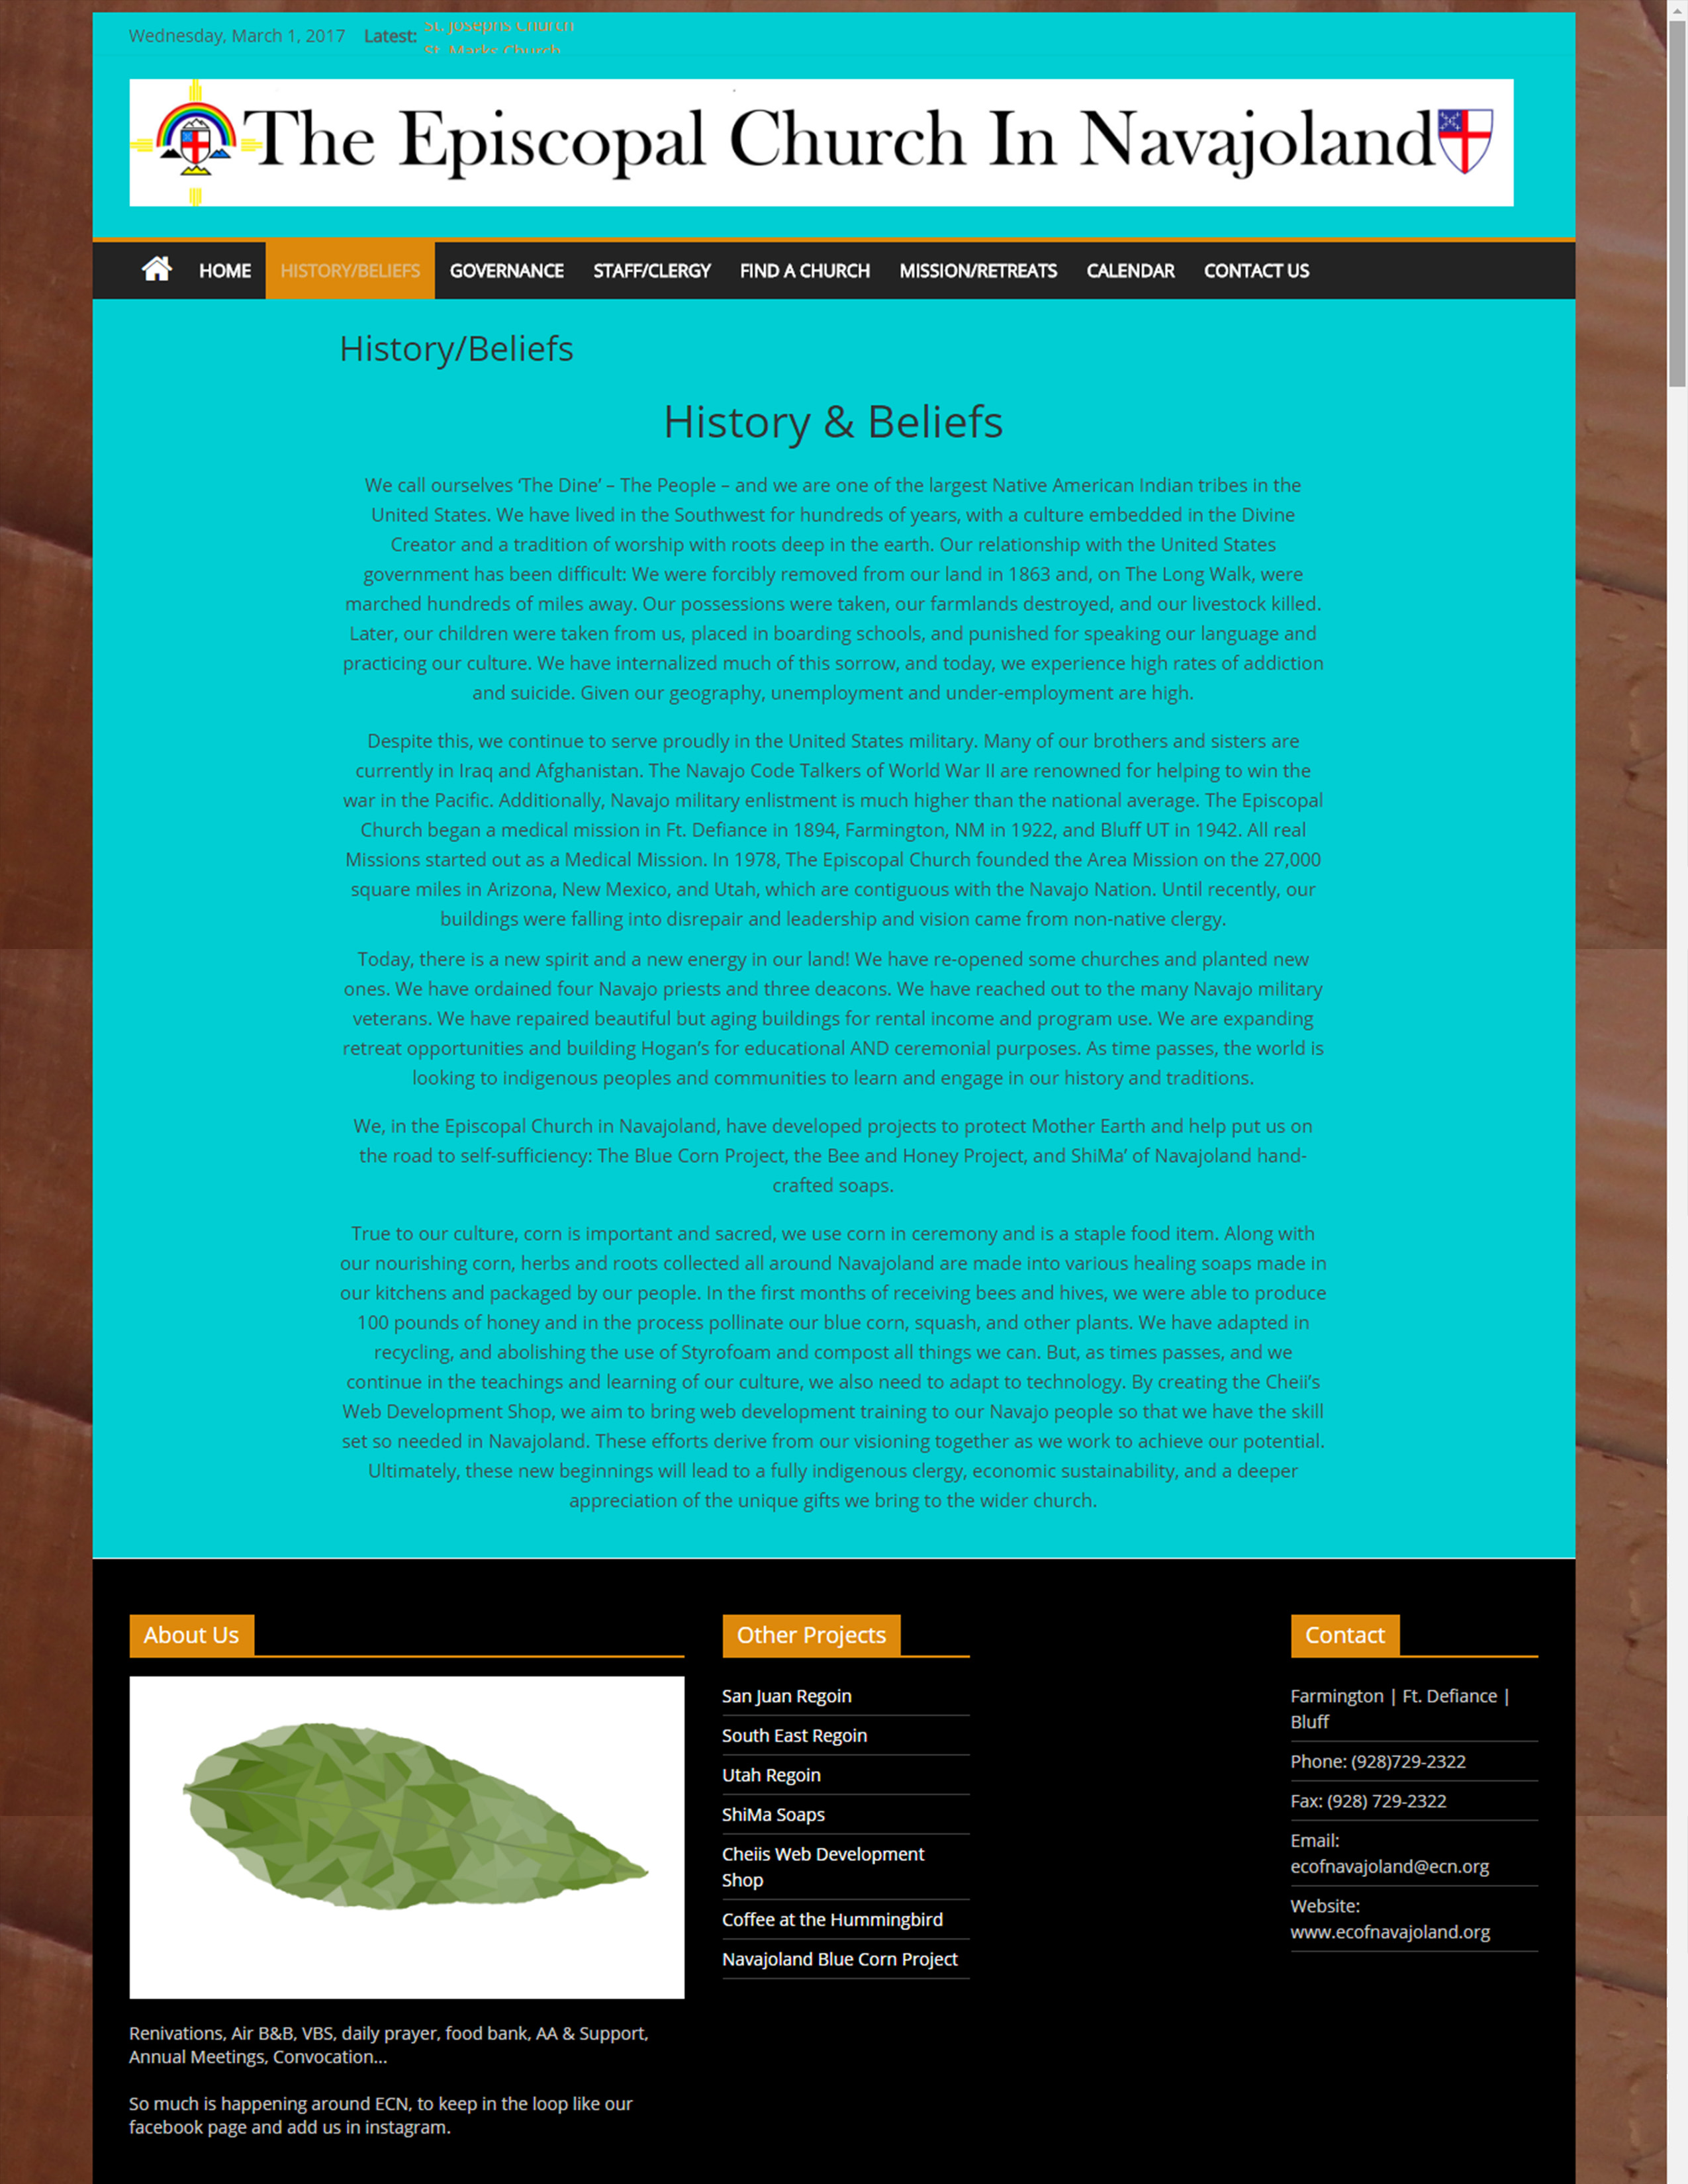 Wednesday, March 1, 2017 Latest: St. Josephs Church
St. Marks Church
The Episcopal Church In Navajoland
HOME HISTORY/BELIEFS GOVERNANCE STAFF/CLERGY FIND A CHURCH MISSION/RETREATS CALENDAR CONTACT US
History/Beliefs
History & Beliefs
We call ourselves ‘The Dine’ – The People – and we are one of the largest Native American Indian tribes in the
United States. We have lived in the Southwest for hundreds of years, with a culture embedded in the Divine
Creator and a tradition of worship with roots deep in the earth. Our relationship with the United States
government has been difficult: We were forcibly removed from our land in 1863 and, on The Long Walk, were
marched hundreds of miles away. Our possessions were taken, our farmlands destroyed, and our livestock killed.
Later, our children were taken from us, placed in boarding schools, and punished for speaking our language and
practicing our culture. We have internalized much of this sorrow, and today, we experience high rates of addiction
and suicide. Given our geography, unemployment and under-employment are high.
Despite this, we continue to serve proudly in the United States military. Many of our brothers and sisters are
currently in Iraq and Afghanistan. The Navajo Code Talkers of World War II are renowned for helping to win the
war in the Pacific. Additionally, Navajo military enlistment is much higher than the national average. The Episcopal
Church began a medical mission in Ft. Defiance in 1894, Farmington, NM in 1922, and Bluff UT in 1942. All real
Missions started out as a Medical Mission. In 1978, The Episcopal Church founded the Area Mission on the 27,000
square miles in Arizona, New Mexico, and Utah, which are contiguous with the Navajo Nation. Until recently, our
buildings were falling into disrepair and leadership and vision came from non-native clergy.
Today, there is a new spirit and a new energy in our land! We have re-opened some churches and planted new
ones. We have ordained four Navajo priests and three deacons. We have reached out to the many Navajo military
veterans. We have repaired beautiful but aging buildings for rental income and program use. We are expanding
retreat opportunities and building Hogan’s for educational AND ceremonial purposes. As time passes, the world is
looking to indigenous peoples and communities to learn and engage in our history and traditions.
We, in the Episcopal Church in Navajoland, have developed projects to protect Mother Earth and help put us on
the road to self-sufficiency: The Blue Corn Project, the Bee and Honey Project, and ShiMa’ of Navajoland hand-
crafted soaps.
True to our culture, corn is important and sacred, we use corn in ceremony and is a staple food item. Along with
our nourishing corn, herbs and roots collected all around Navajoland are made into various healing soaps made in
our kitchens and packaged by our people. In the first months of receiving bees and hives, we were able to produce
100 pounds of honey and in the process pollinate our blue corn, squash, and other plants. We have adapted in
recycling, and abolishing the use of Styrofoam and compost all things we can. But, as times passes, and we
continue in the teachings and learning of our culture, we also need to adapt to technology. By creating the Cheii’s
Web Development Shop, we aim to bring web development training to our Navajo people so that we have the skill
set so needed in Navajoland. These efforts derive from our visioning together as we work to achieve our potential.
Ultimately, these new beginnings will lead to a fully indigenous clergy, economic sustainability, and a deeper
appreciation of the unique gifts we bring to the wider church.
About Us
Renivations, Air B&B, VBS, daily prayer, food bank, AA & Support,
Annual Meetings, Convocation...
So much is happening around ECN, to keep in the loop like our
facebook page and add us in instagram.
Other Projects
San Juan Regoin
South East Regoin
Utah Regoin
ShiMa Soaps
Cheiis Web Development
Shop
Coffee at the Hummingbird
Navajoland Blue Corn Project
Contact
Farmington | Ft. Defiance |
Bluff
Phone: (928)729-2322
Fax: (928) 729-2322
Email:
ecofnavajoland@ecn.org
Website:
www.ecofnavajoland.org